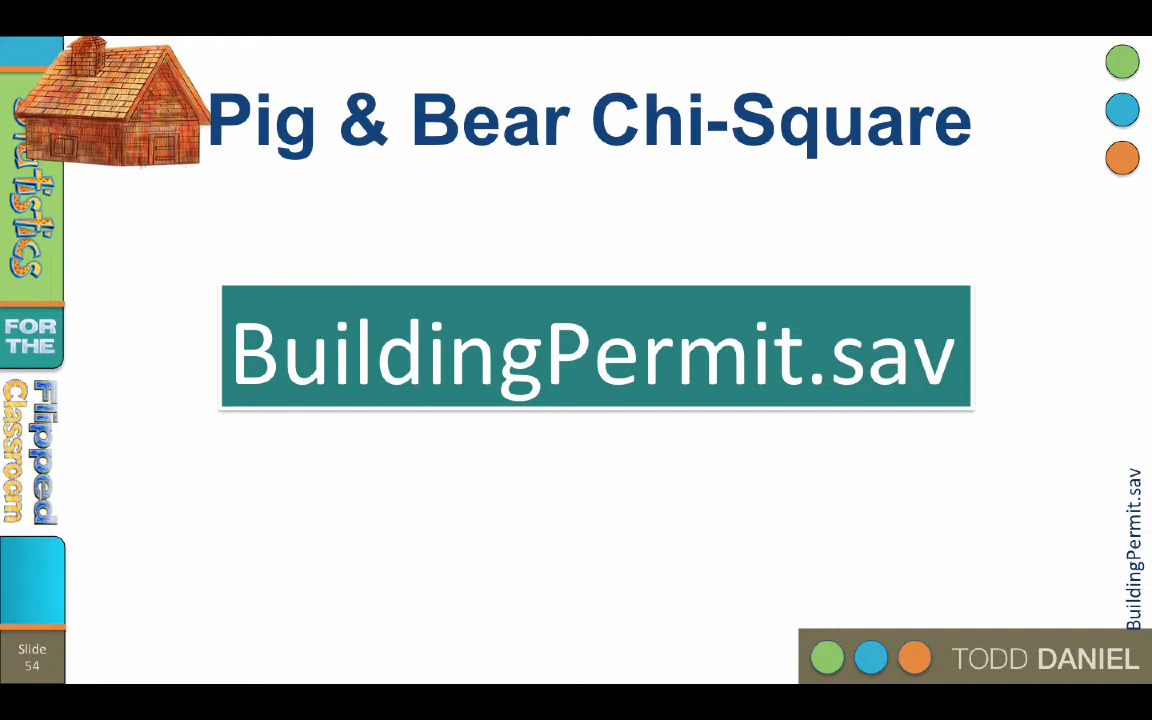 Pig & Bear Chi-Square
BuildingPermit.sav
Statistics
FOR
THE
Flipped
Classroom
BuildingPermit.sav
Slide
54
TODD DANIEL